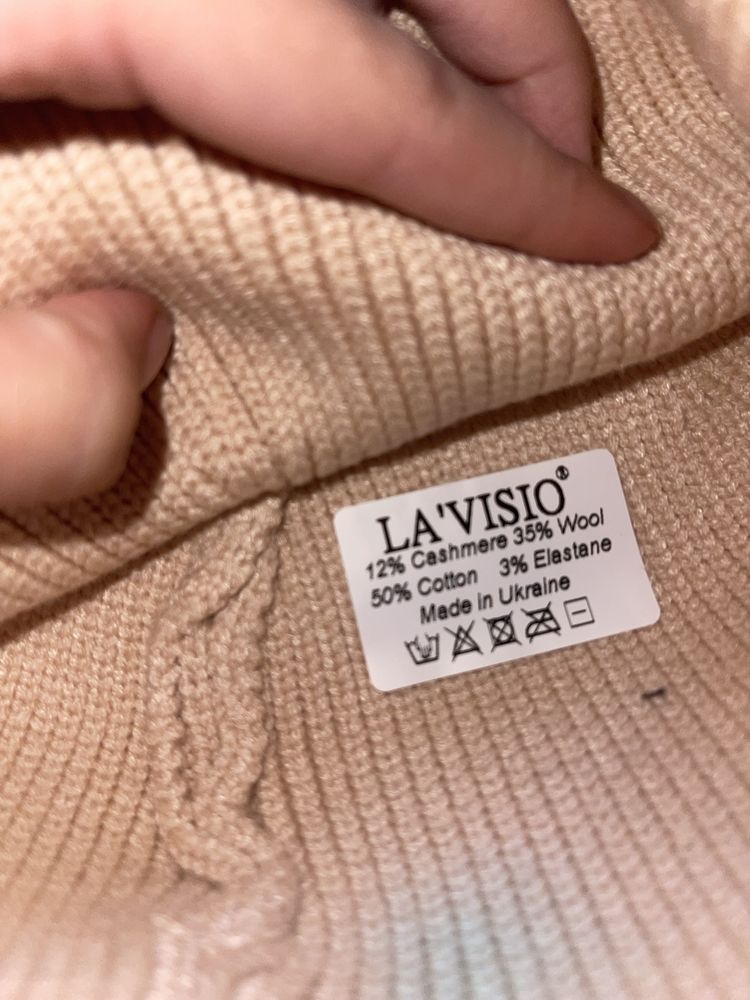 LA'VISIO®
12% Cashmere 35% Wool
50% Cotton 3% Elastane
Made in Ukraine